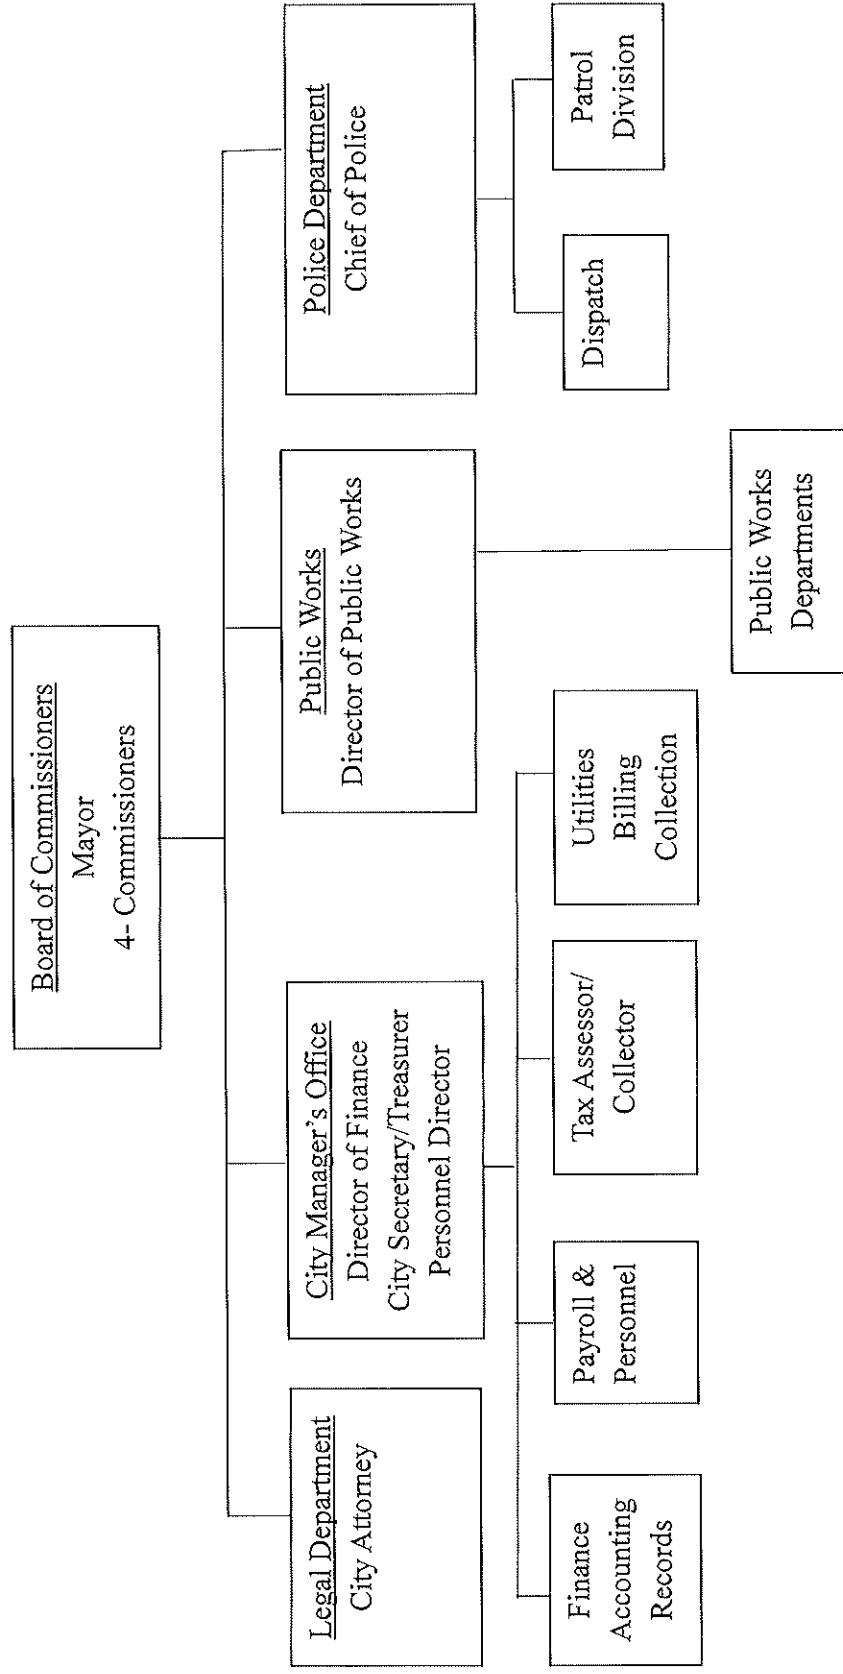 Board of Commissioners
Mayor
4- Commissioners
Legal Department
City Attorney
City Manager's Office
Director of Finance
City Secretary/Treasurer
Personnel Director
Public Works
Director of Public Works
Police Department
Chief of Police
Finance
Accounting
Records
Payroll &
Personnel
Tax Assessor/
Collector
Utilities
Billing
Collection
Public Works
Departments
Dispatch
Patrol
Division